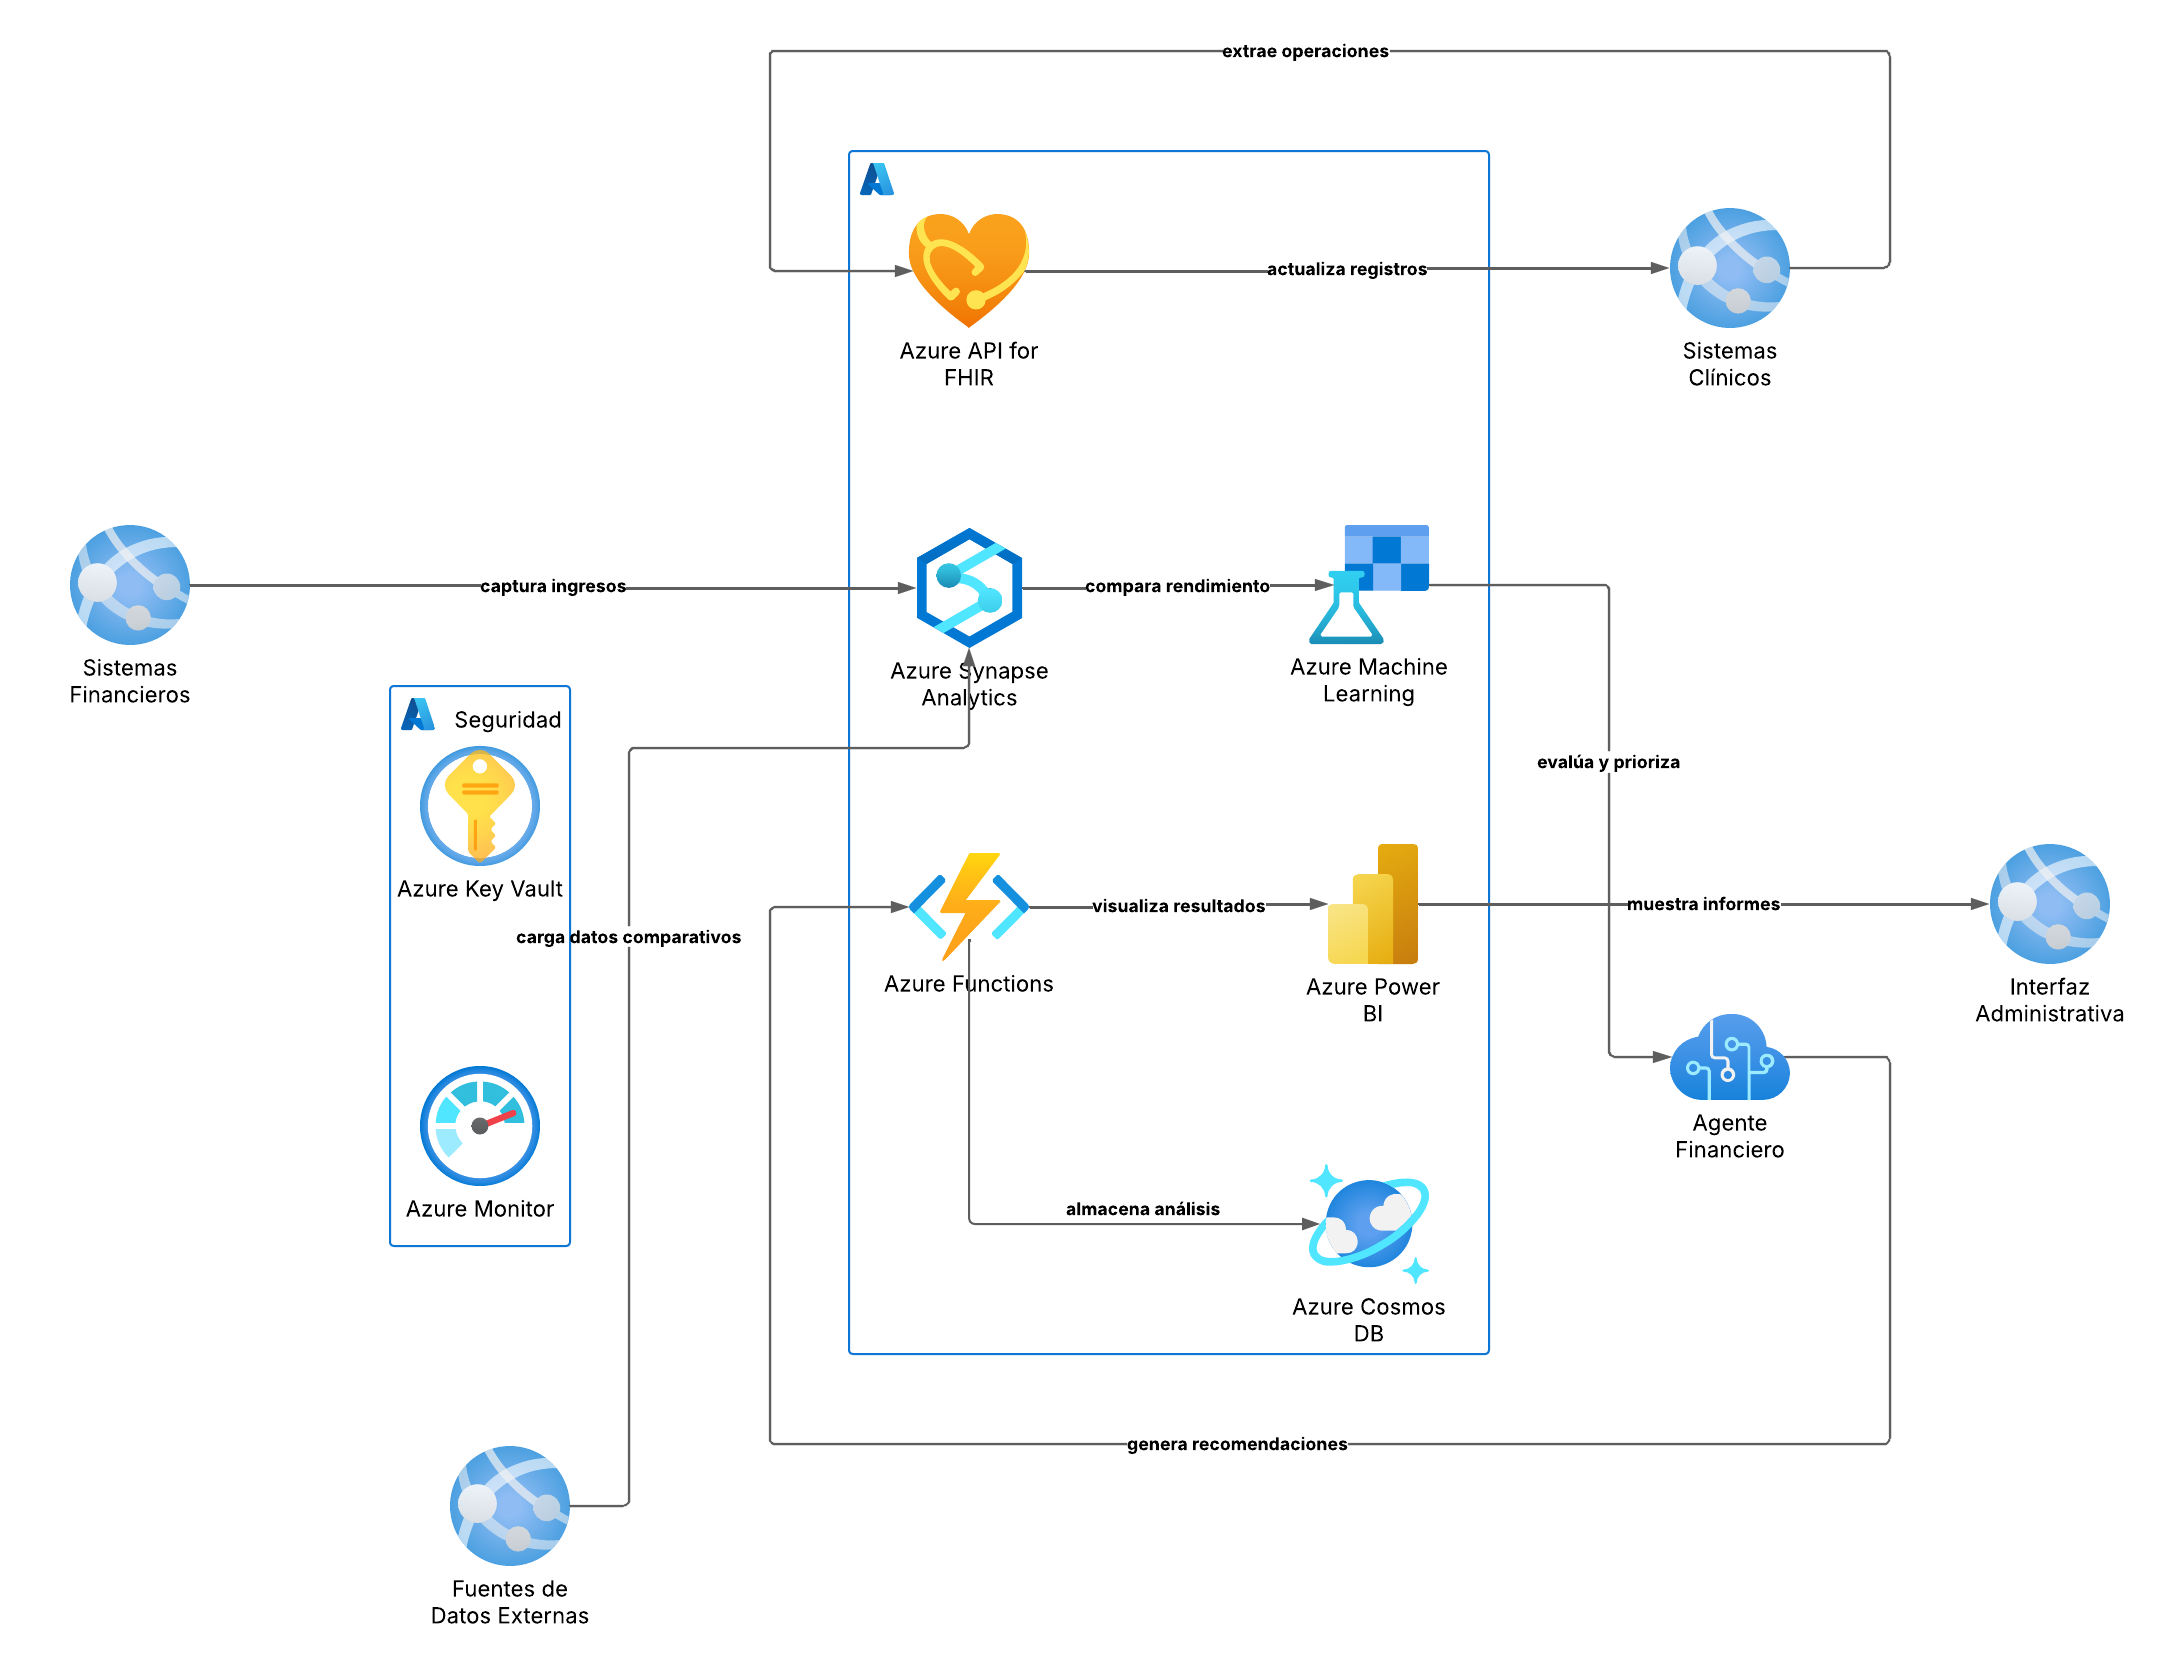 extrae operaciones
Azure API for
FHIR
actualiza registros
Sistemas
Clínicos
Sistemas
Financieros
captura ingresos
Azure Synapse
Analytics
compara rendimiento
Azure Machine
Learning
Seguridad
Azure Key Vault
Azure Monitor
carga datos comparativos
evalúa y prioriza
Azure Functions
visualiza resultados
Azure Power
BI
muestra informes
Interfaz
Administrativa
Agente
Financiero
almacena análisis
Azure Cosmos
DB
genera recomendaciones
Fuentes de
Datos Externas